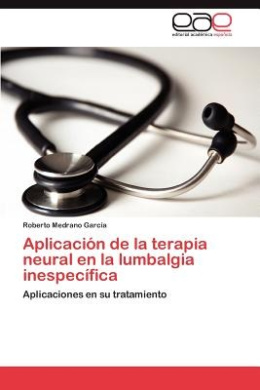 eae
editorial académica española
Roberto Medrano García
Aplicación de la terapia
neural en la lumbalgia
inespecífica
Aplicaciones en su tratamiento